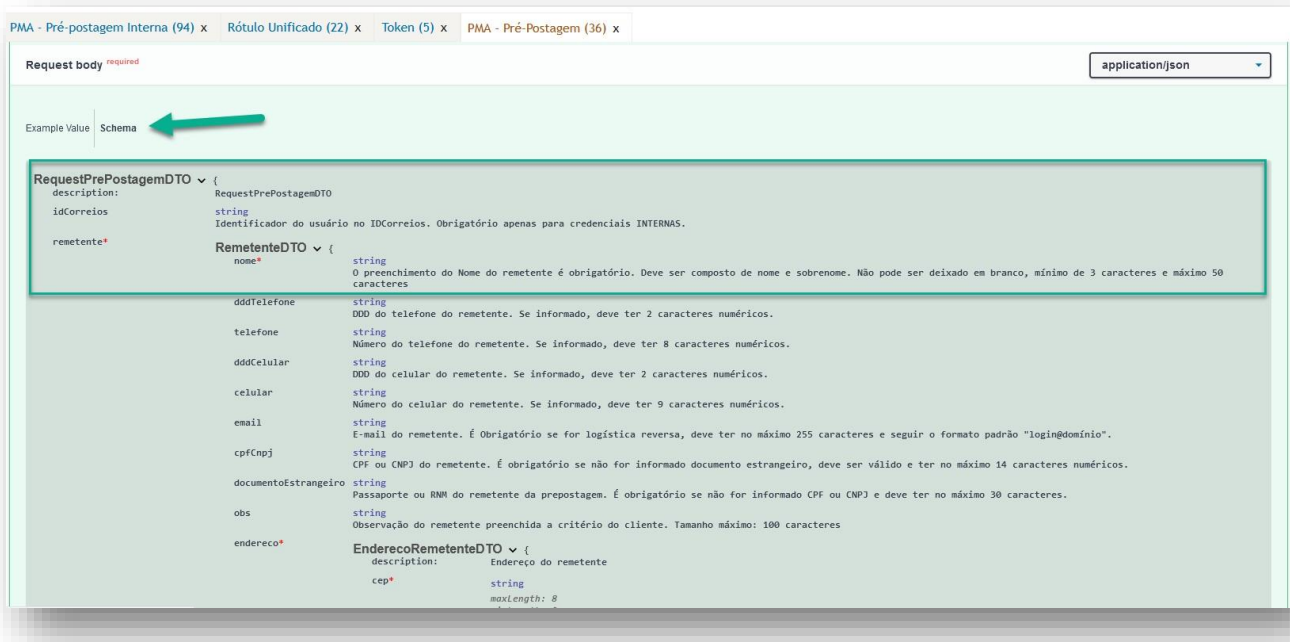 PMA - Pré-postagem Interna (94) x Rótulo Unificado (22) x Token (5) x PMA - Pré-Postagem (36) x
Request body required application/json
Example Value Schema
RequestPrePostagemDTO {
description: RequestPrePostagemDTO
idCorreios string
Identificador do usuário no IDCorreios. Obrigatório apenas para credenciais INTERNAS.
remetente* RemetenteDTO {
nome* string
O preenchimento do Nome do remetente é obrigatório. Deve ser composto de nome e sobrenome. Não pode ser deixado em branco, mínimo de 3 caracteres e máximo 50
caracteres
dddTelefone string
DDD do telefone do remetente. Se informado, deve ter 2 caracteres numéricos.
telefone string
Número do telefone do remetente. Se informado, deve ter 8 caracteres numéricos.
dddCelular string
DDD do celular do remetente. Se informado, deve ter 2 caracteres numéricos.
celular string
Número do celular do remetente. Se informado, deve ter 9 caracteres numéricos.
email string
E-mail do remetente. É Obrigatório se for logística reversa, deve ter no máximo 255 caracteres e seguir o formato padrão "login@domínio".
cpfCnpj string
CPF ou CNPJ do remetente. É obrigatório se não for informado documento estrangeiro, deve ser válido e ter no máximo 14 caracteres numéricos.
documentoEstrangeiro string
Passaporte ou RNM do remetente da prepostagem. É obrigatório se não for informado CPF ou CNPJ e deve ter no máximo 30 caracteres.
obs string
Observação do remetente preenchida a critério do cliente. Tamanho máximo: 100 caracteres
endereco* EnderecoRemetenteDTO {
description: Endereço do remetente
cep* string
maxLength: 8